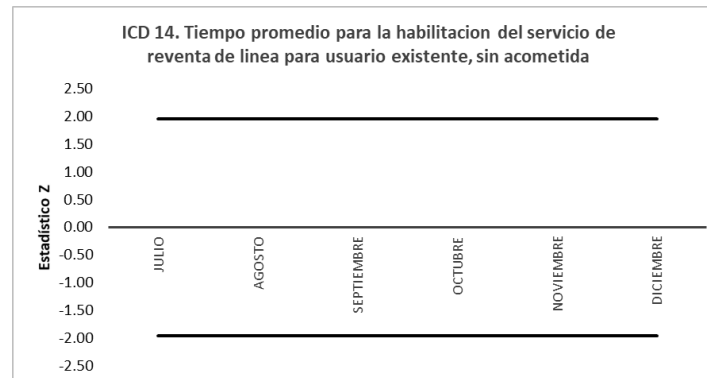 ICD 14. Tiempo promedio para la habilitacion del servicio de
reventa de linea para usuario existente, sin acometida
Estadístico Z
2.50
2.00
1.50
1.00
0.50
0.00
-0.50
-1.00
-1.50
-2.00
-2.50
JULIO
AGOSTO
SEPTIEMBRE
OCTUBRE
NOVIEMBRE
DICIEMBRE